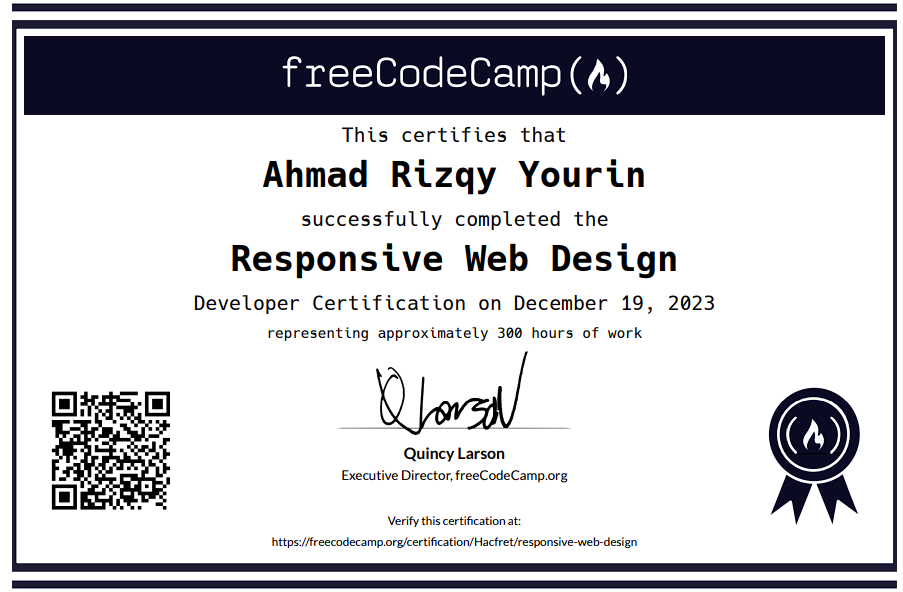 freeCodeCamp(🔥)
This certifies that
Ahmad Rizqy Yourin
successfully completed the
Responsive Web Design
Developer Certification on December 19, 2023
representing approximately 300 hours of work
Q Larson
Quincy Larson
Executive Director, freeCodeCamp.org
Verify this certification at:
https://freecodecamp.org/certification/Hacfret/responsive-web-design